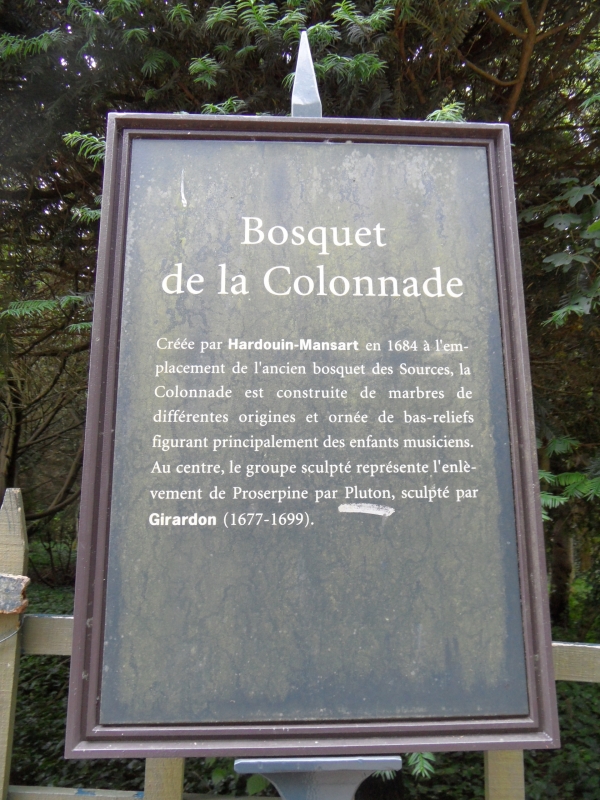 Bosquet
de la Colonnade
Créée par Hardouin-Mansart en 1684 à l'em-
placement de l'ancien bosquet des Sources, la
Colonnade est construite de marbres de
différentes origines et ornée de bas-reliefs
figurant principalement des enfants musiciens.
Au centre, le groupe sculpté représente l'enlè-
vement de Proserpine par Pluton, sculpté par
Girardon (1677-1699).